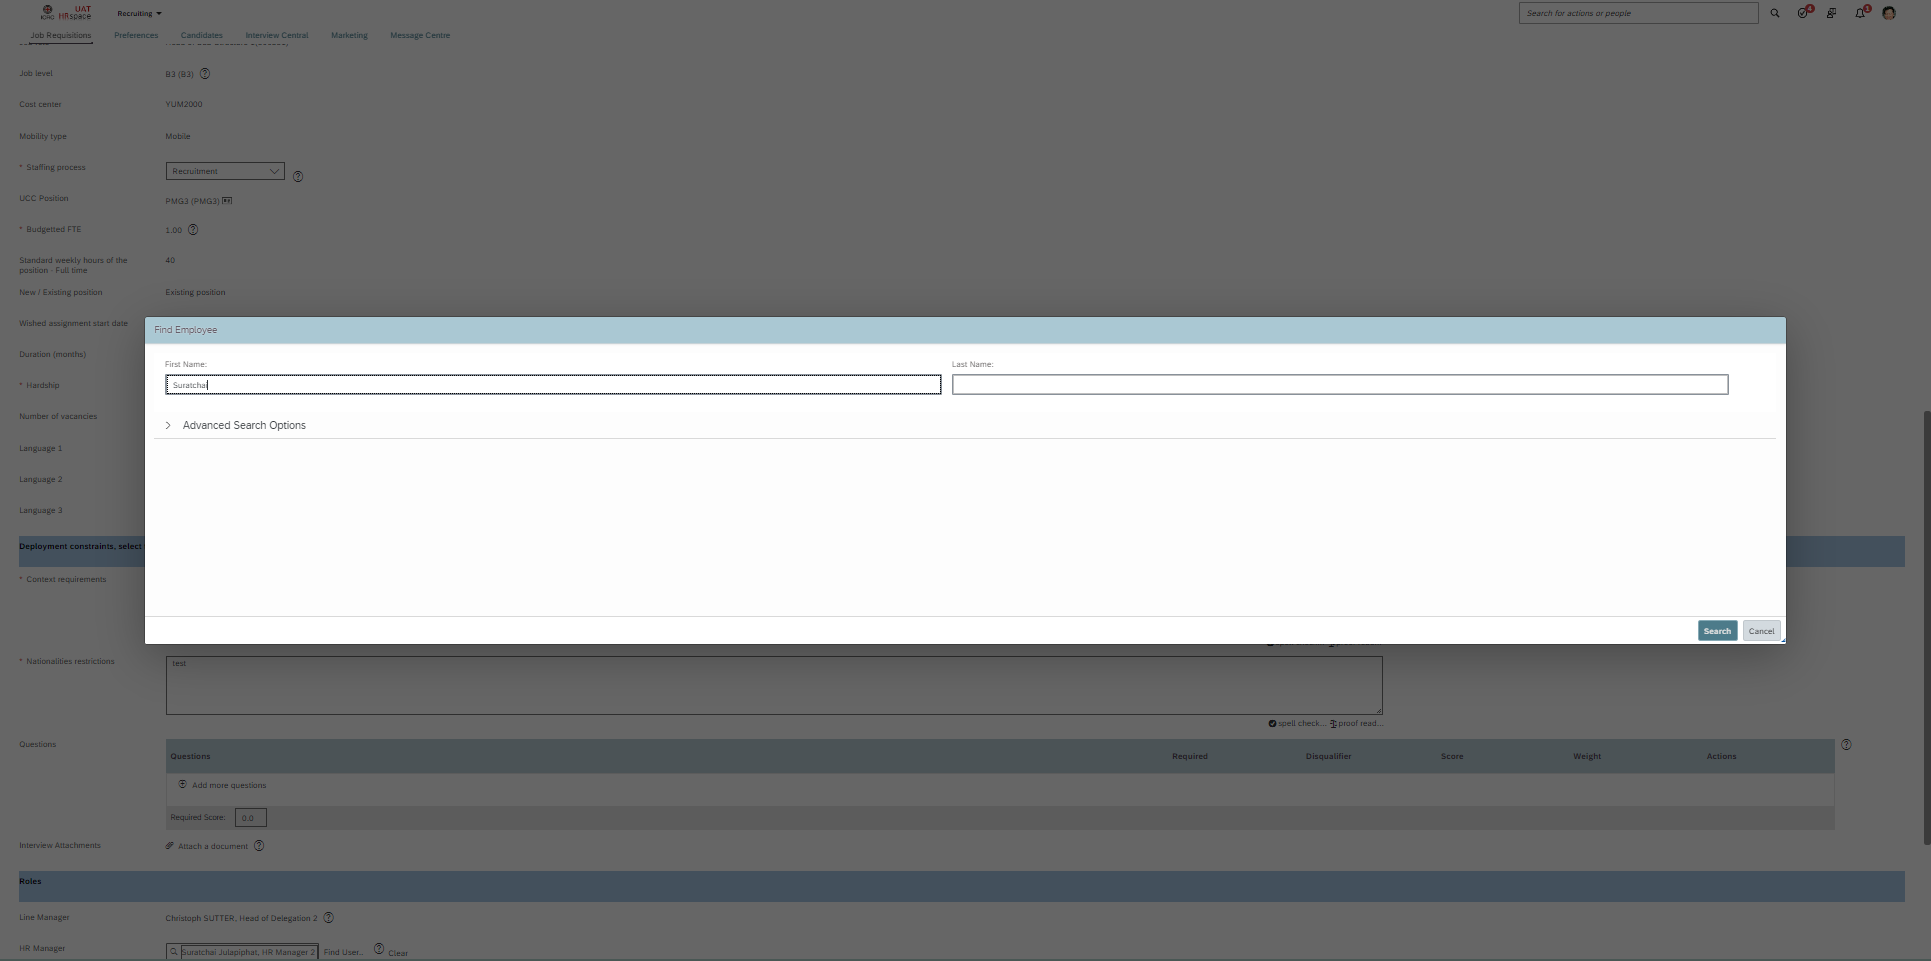 UAT
HRspace
Recruiting
Search for actions or people
4
1
Job Requisitions
Preferences
Candidates
Interview Central
Marketing
Message Centre
Job level
B3 (B3)
Cost center
YUM2000
Mobility type
Mobile
* Staffing process
Recruitment
UCC Position
PMG3 (PMG3)
* Budgetted FTE
1.00
Standard weekly hours of the
position - Full time
40
New / Existing position
Existing position
Wished assignment start date
Duration (months)
* Hardship
Number of vacancies
Language 1
Language 2
Language 3
Find Employee
First Name:
Last Name:
Suratchai
Advanced Search Options
Search
Cancel
Deployment constraints, select
* Context requirements
* Nationalities restrictions
test
spell check... proof read...
Questions
Questions
Required
Disqualifier
Score
Weight
Actions
Add more questions
Required Score:
0.0
Interview Attachments
Attach a document
Roles
Line Manager
Christoph SUTTER, Head of Delegation 2
HR Manager
Suratchai Julapiphat, HR Manager 2
Find User...
Clear